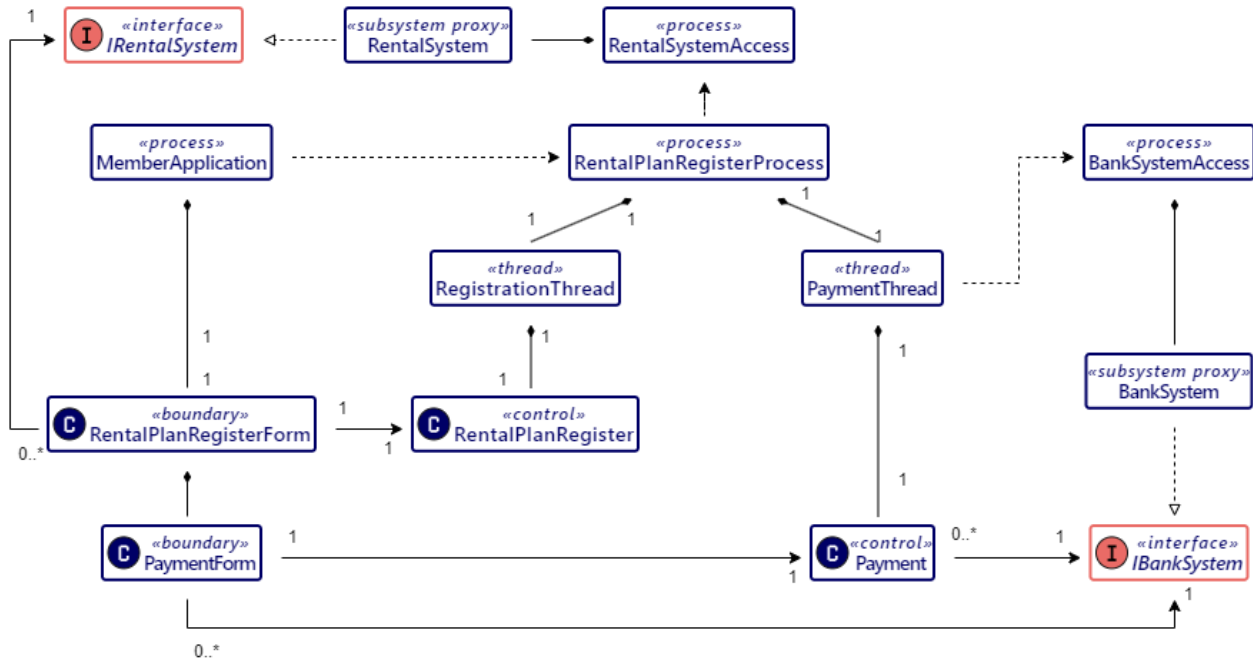 1
I
«interface»
IRentalSystem
«subsystem proxy»
RentalSystem
«process»
RentalSystemAccess
«process»
MemberApplication
«process»
RentalPlanRegisterProcess
«process»
BankSystemAccess
1
1
1
1
«thread»
RegistrationThread
«thread»
PaymentThread
1
1
1
«subsystem proxy»
BankSystem
1
1
C
«boundary»
RentalPlanRegisterForm
0..*
1
1
C
«control»
RentalPlanRegister
1
C
«boundary»
PaymentForm
1
1
C
«control»
Payment
0..*
1
I
«interface»
IBankSystem
1
0..*